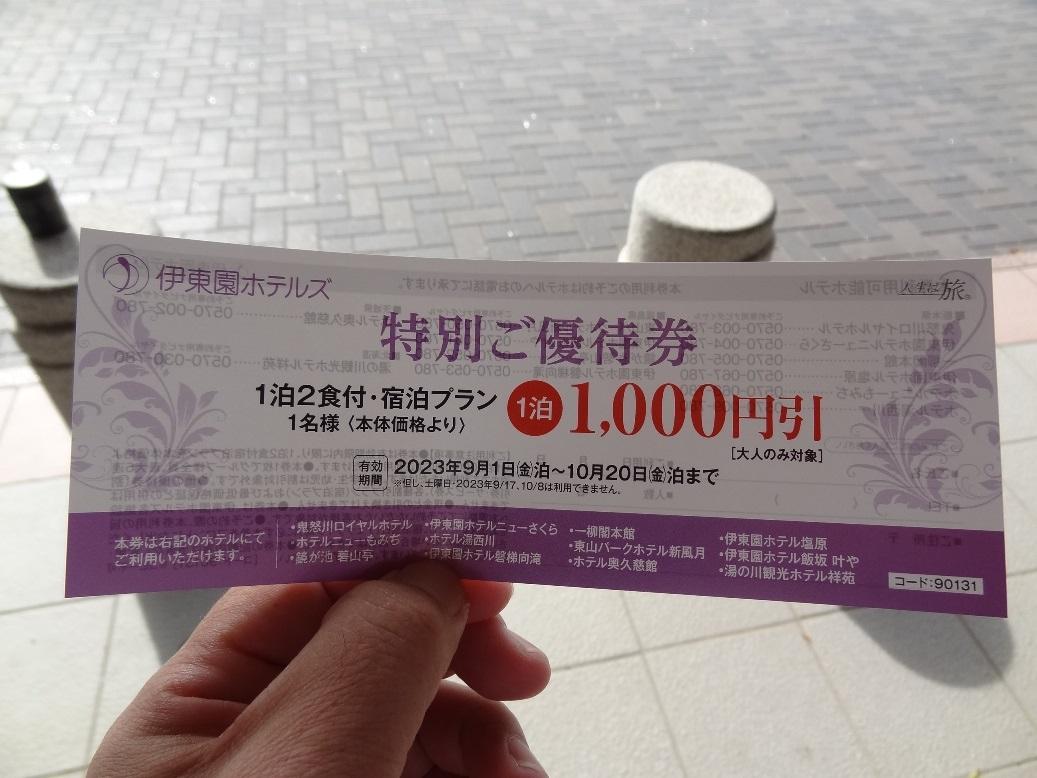 伊東園ホテルズ
人生は旅。
特別ご優待券
1泊2食付・宿泊プラン
1名様〈本体価格より〉
1泊 1,000円引
[大人のみ対象]
有効期間 2023年9月1日㊎泊～10月20日㊎泊まで
※但し、土曜日・2023年9/17、10/8は利用できません。
本券は右記のホテルにて
ご利用いただけます。
・鬼怒川ロイヤルホテル
・ホテルニューもみぢ
・鏡が池 碧山亭
・伊東園ホテルニューさくら
・ホテル湯西川
・伊東園ホテル磐梯向滝
・一柳閣本館
・東山パークホテル新風月
・ホテル奥久慈館
・伊東園ホテル塩原
・伊東園ホテル飯坂 叶や
・湯の川観光ホテル祥苑
コード:90131